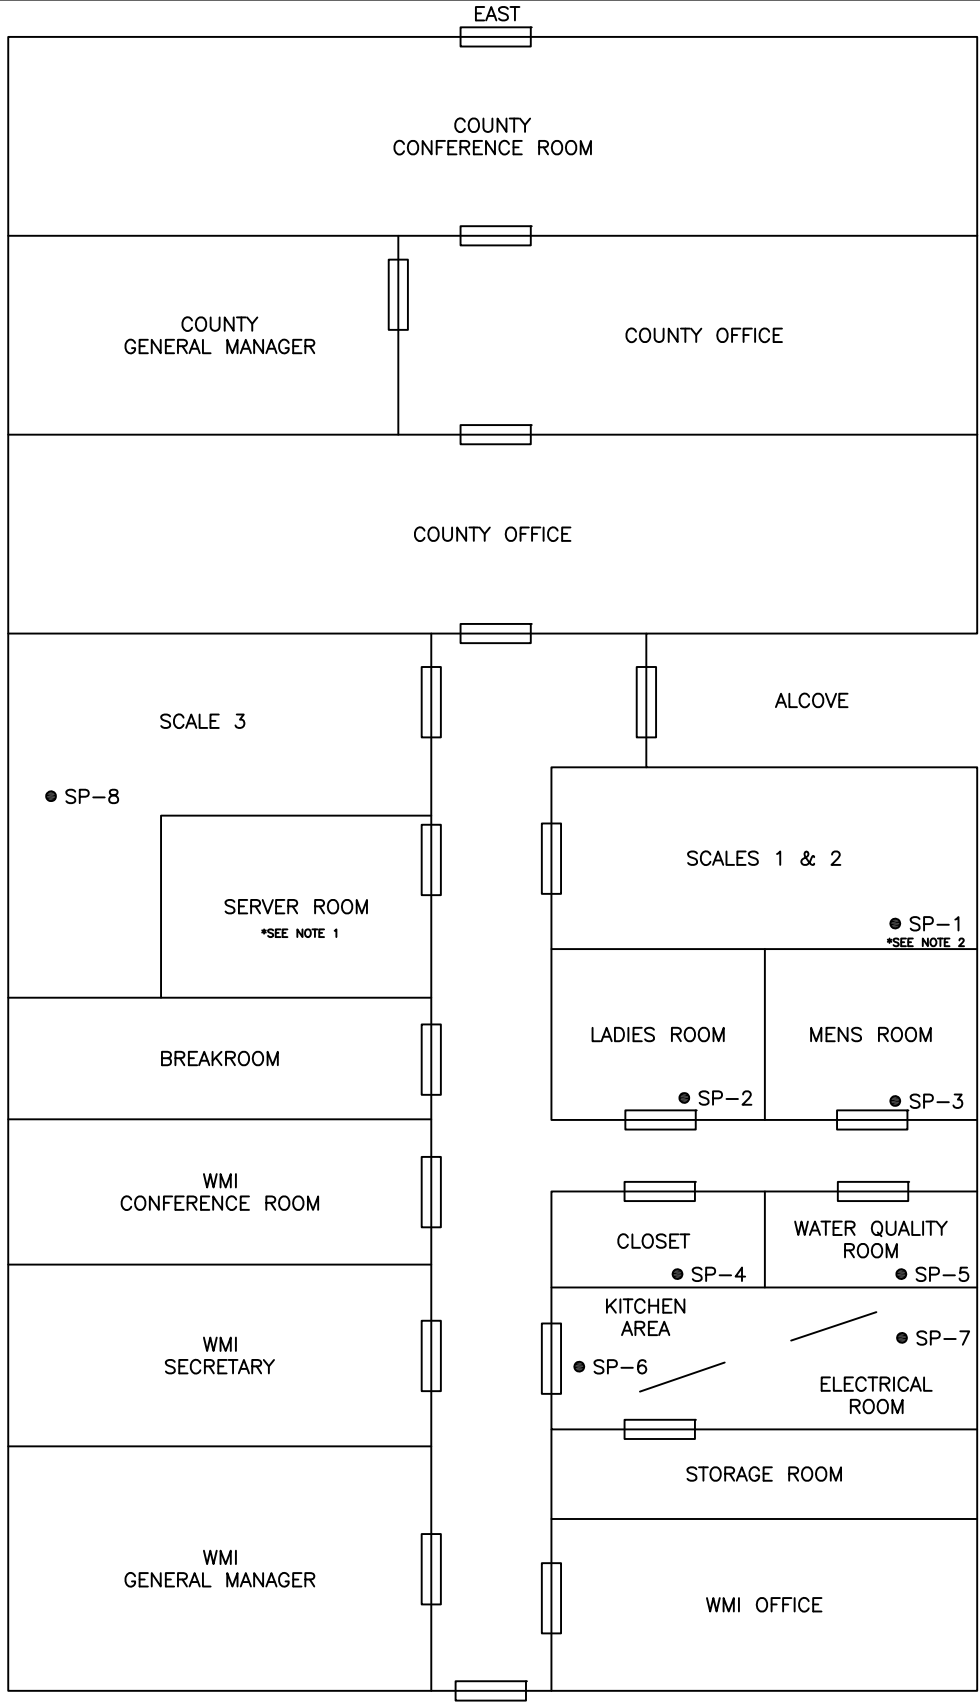 EAST
COUNTY
CONFERENCE ROOM
COUNTY
GENERAL MANAGER
COUNTY OFFICE
COUNTY OFFICE
SCALE 3
ALCOVE
SP-8
SERVER ROOM
*SEE NOTE 1
SCALES 1 & 2
SP-1
*SEE NOTE 2
BREAKROOM
LADIES ROOM
SP-2
MENS ROOM
SP-3
WMI
CONFERENCE ROOM
CLOSET
SP-4
WATER QUALITY
ROOM
SP-5
WMI
SECRETARY
KITCHEN
AREA
SP-6
SP-7
ELECTRICAL
ROOM
STORAGE ROOM
WMI
GENERAL MANAGER
WMI OFFICE